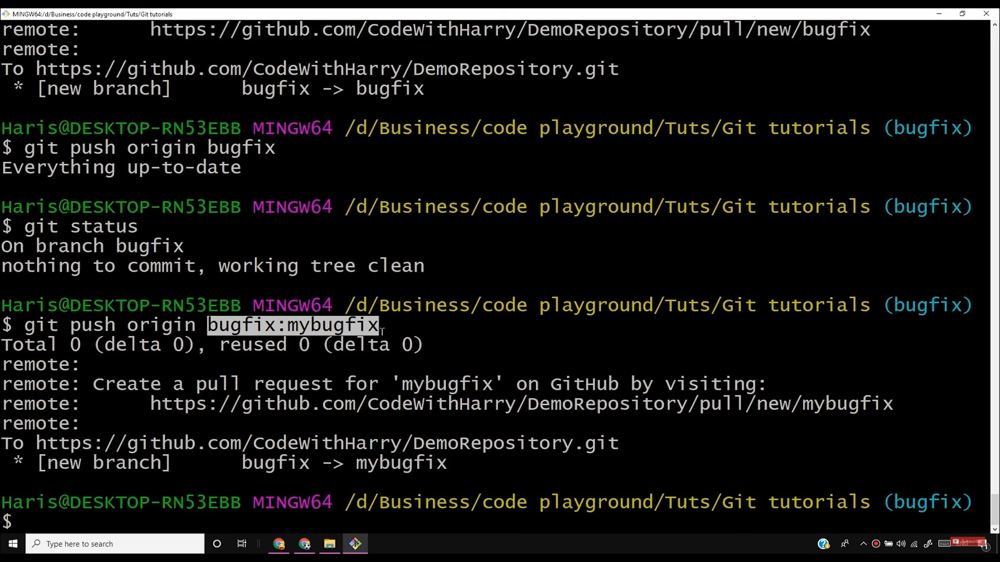 MINGW64:/d/Business/code playground/Tuts/Git tutorials
remote:      https://github.com/CodeWithHarry/DemoRepository/pull/new/bugfix
remote:
To https://github.com/CodeWithHarry/DemoRepository.git
 * [new branch]      bugfix -> bugfix
Haris@DESKTOP-RN53EBB MINGW64 /d/Business/code playground/Tuts/Git tutorials (bugfix)
$ git push origin bugfix
Everything up-to-date
Haris@DESKTOP-RN53EBB MINGW64 /d/Business/code playground/Tuts/Git tutorials (bugfix)
$ git status
On branch bugfix
nothing to commit, working tree clean
Haris@DESKTOP-RN53EBB MINGW64 /d/Business/code playground/Tuts/Git tutorials (bugfix)
$ git push origin bugfix:mybugfix
Total 0 (delta 0), reused 0 (delta 0)
remote:
remote: Create a pull request for 'mybugfix' on GitHub by visiting:
remote:      https://github.com/CodeWithHarry/DemoRepository/pull/new/mybugfix
remote:
To https://github.com/CodeWithHarry/DemoRepository.git
 * [new branch]      bugfix -> mybugfix
Haris@DESKTOP-RN53EBB MINGW64 /d/Business/code playground/Tuts/Git tutorials (bugfix)
$
Type here to search
Subscribe
1